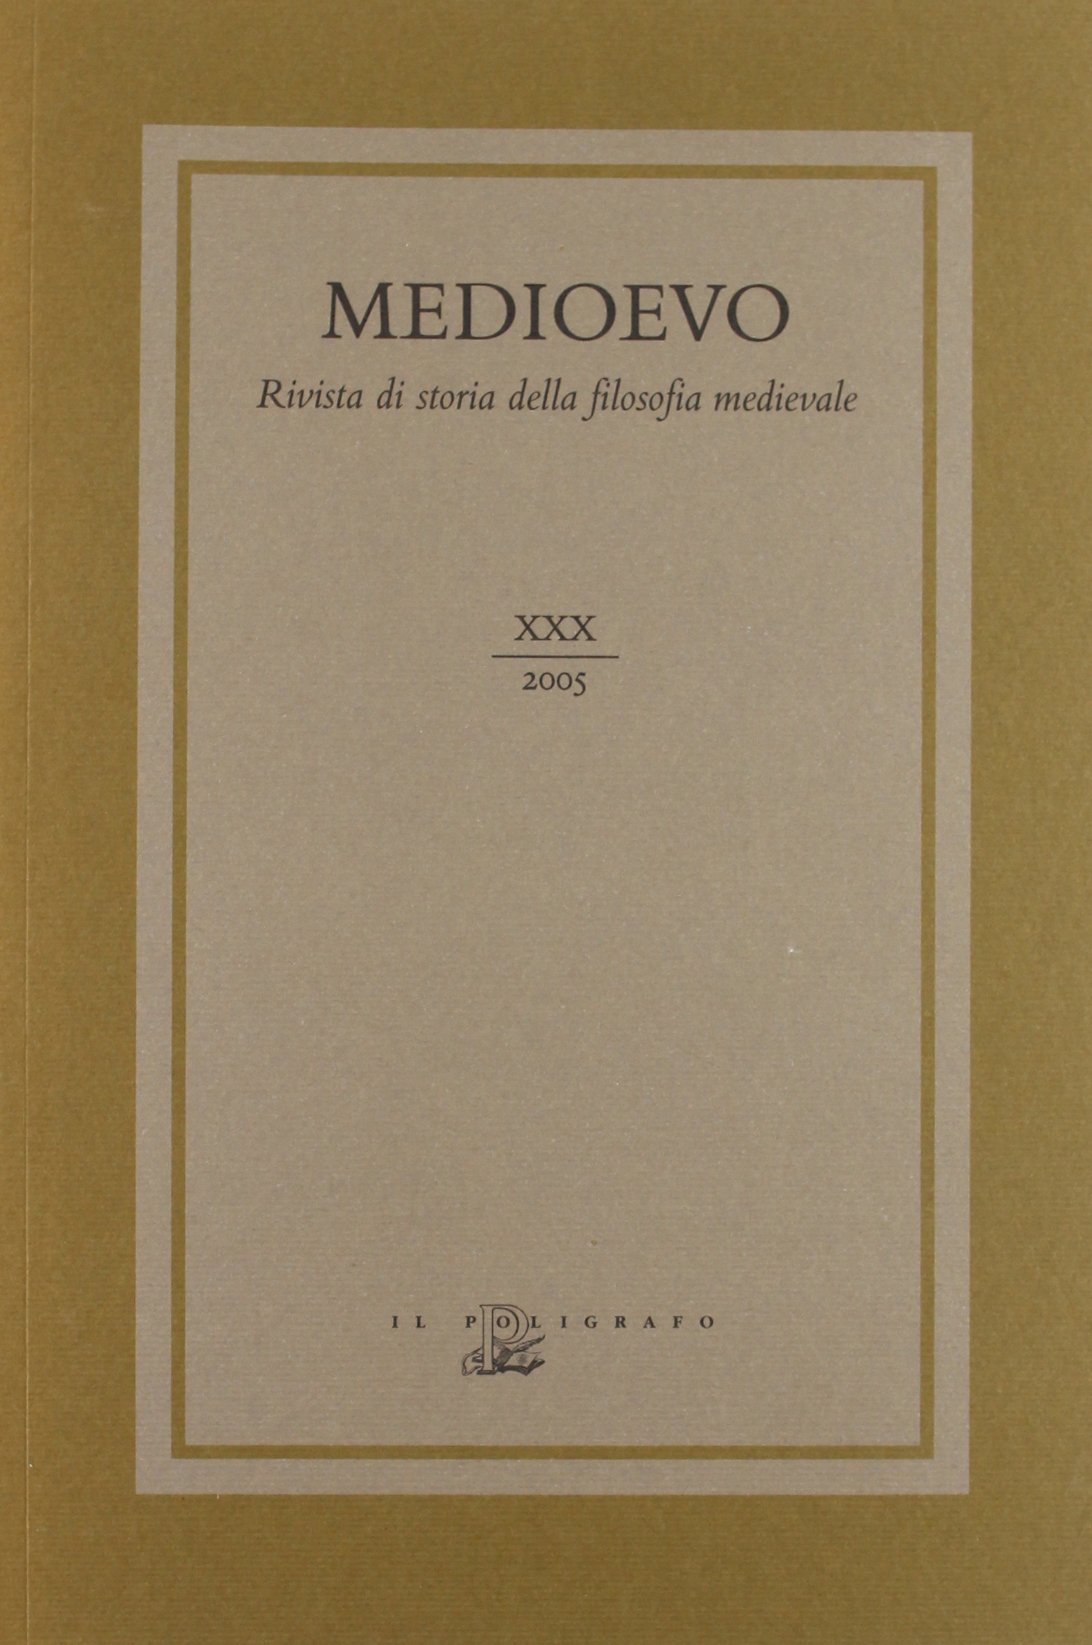 MEDIOEVO
Rivista di storia della filosofia medievale
XXX
2005
IL POLIGRAFO